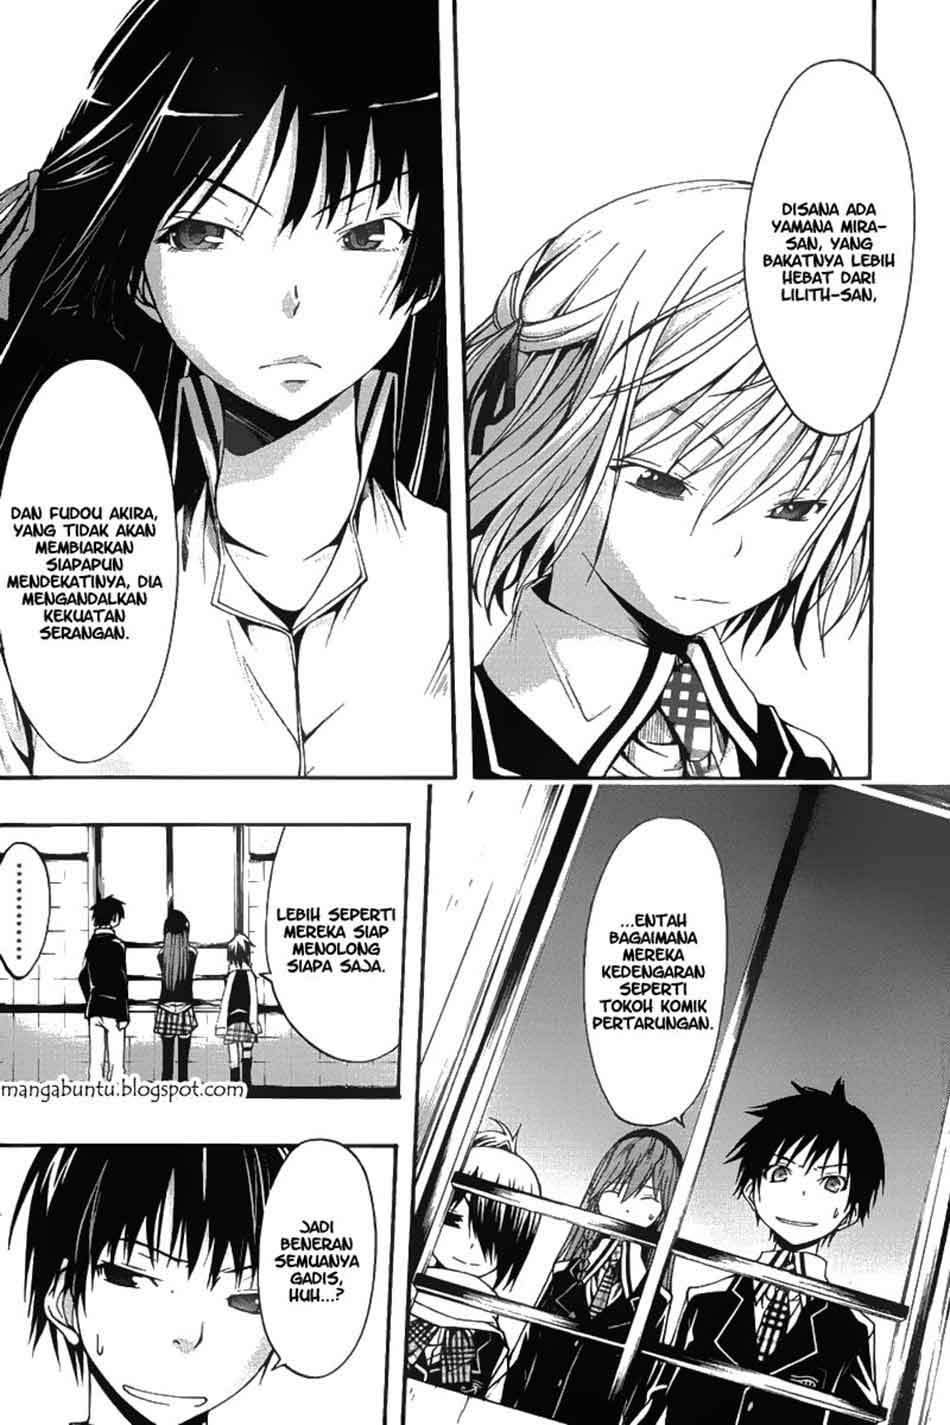 DISANA ADA
YAMANA MIRA-
SAN, YANG
BAKATNYA LEBIH
HEBAT DARI
LILITH-SAN,
DAN FUDOU AKIRA,
YANG TIDAK AKAN
MEMBIARKAN
SIAPAPUN
MENDEKATINYA, DIA
MENGANDALKAN
KEKUATAN
SERANGAN.
...ENTAH
BAGAIMANA
MEREKA
KEDENGARAN
SEPERTI
TOKOH KOMIK
PERTARUNGAN.
LEBIH SEPERTI
MEREKA SIAP
MENOLONG
SIAPA SAJA.
.........
mangabuntu.blogspot.com
JADI
BENERAN
SEMUANYA
GADIS,
HUH...?